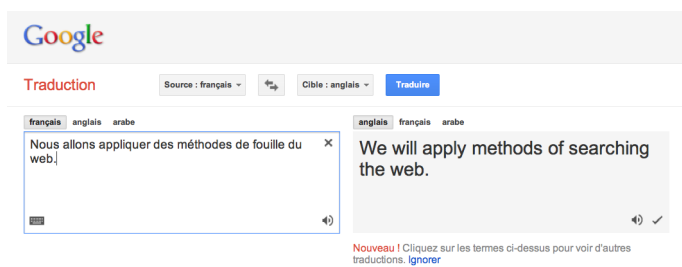 Google
Traduction
Source : français
Cible : anglais
Traduire
français anglais arabe
Nous allons appliquer des méthodes de fouille du
web.
anglais français arabe
We will apply methods of searching
the web.
Nouveau ! Cliquez sur les termes ci-dessus pour voir d'autres
traductions. Ignorer